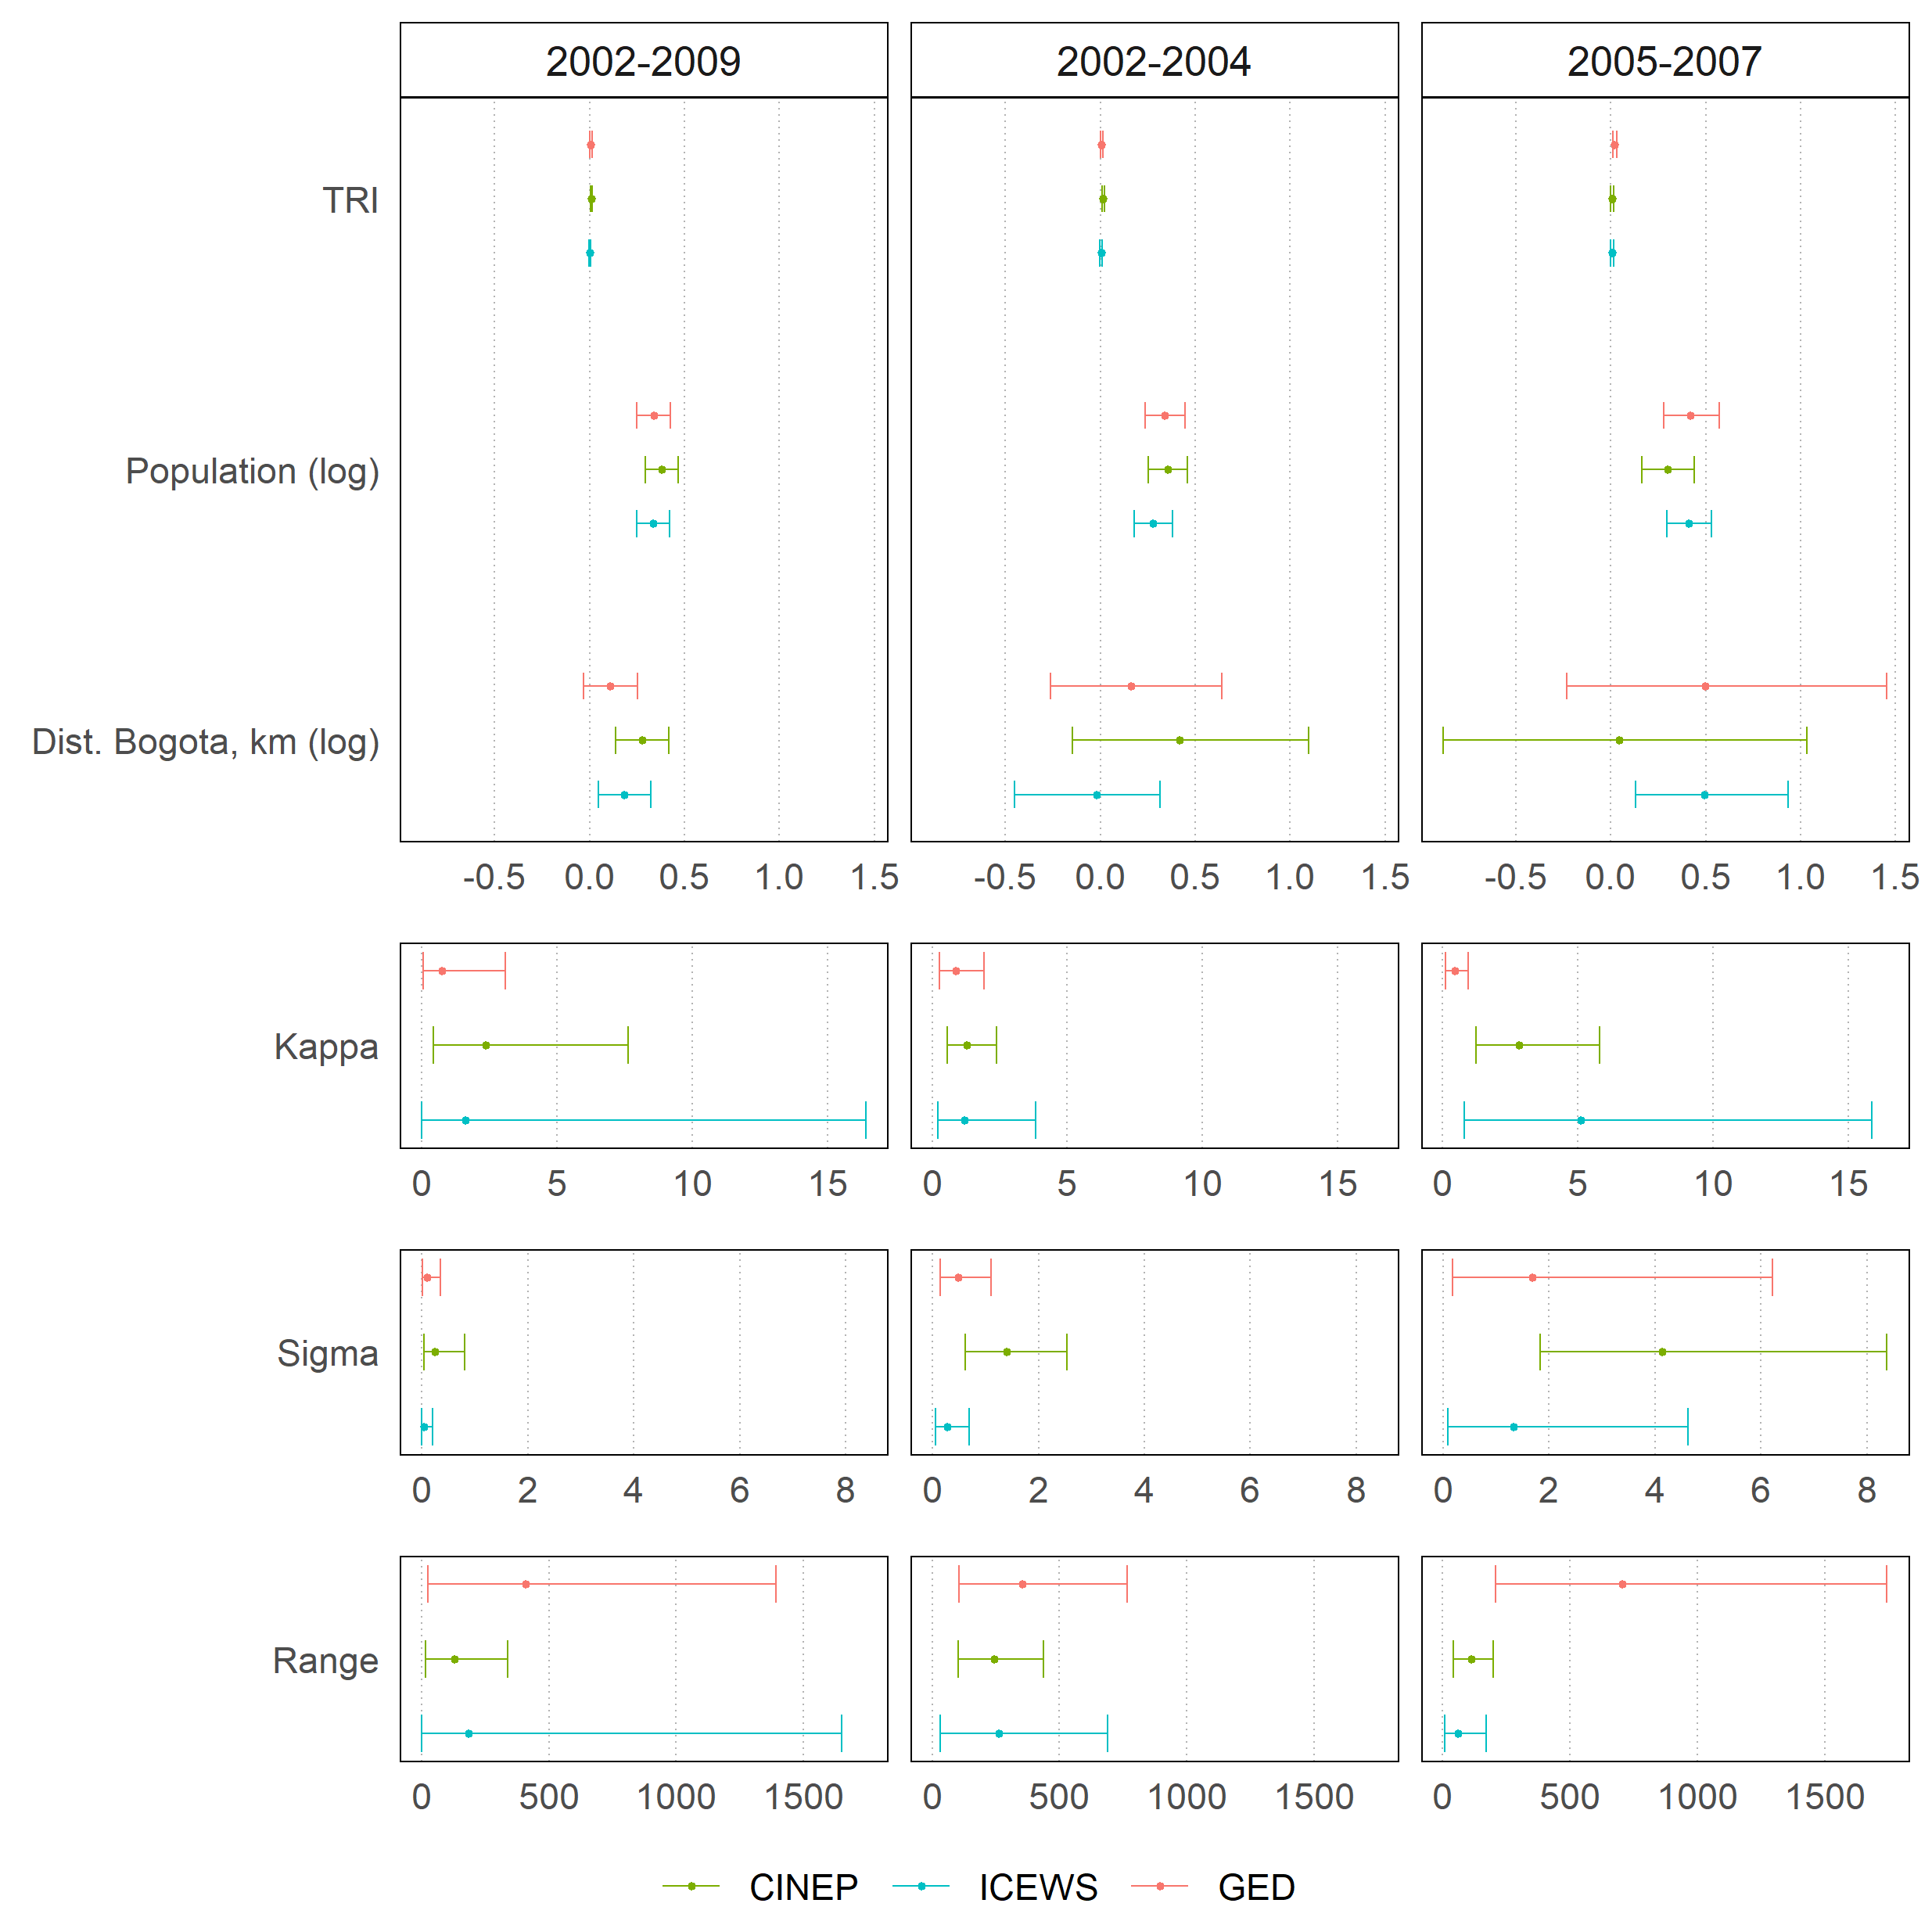 2002-2009 2002-2004 2005-2007
TRI
Population (log)
Dist. Bogota, km (log)
-0.5 0.0 0.5 1.0 1.5 -0.5 0.0 0.5 1.0 1.5 -0.5 0.0 0.5 1.0 1.5
Kappa
0 5 10 15 0 5 10 15 0 5 10 15
Sigma
0 2 4 6 8 0 2 4 6 8 0 2 4 6 8
Range
0 500 1000 1500 0 500 1000 1500 0 500 1000 1500
CINEP ICEWS GED